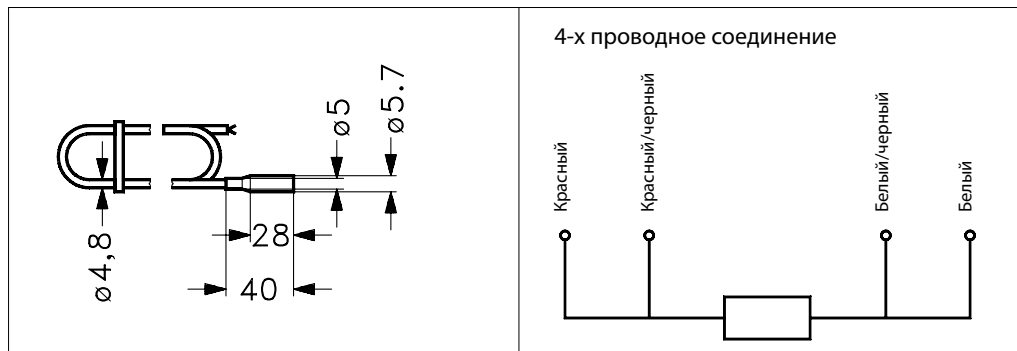 ø4,8
ø5
ø5.7
28
40
4-х проводное соединение
Красный
Красный/черный
Белый/черный
Белый